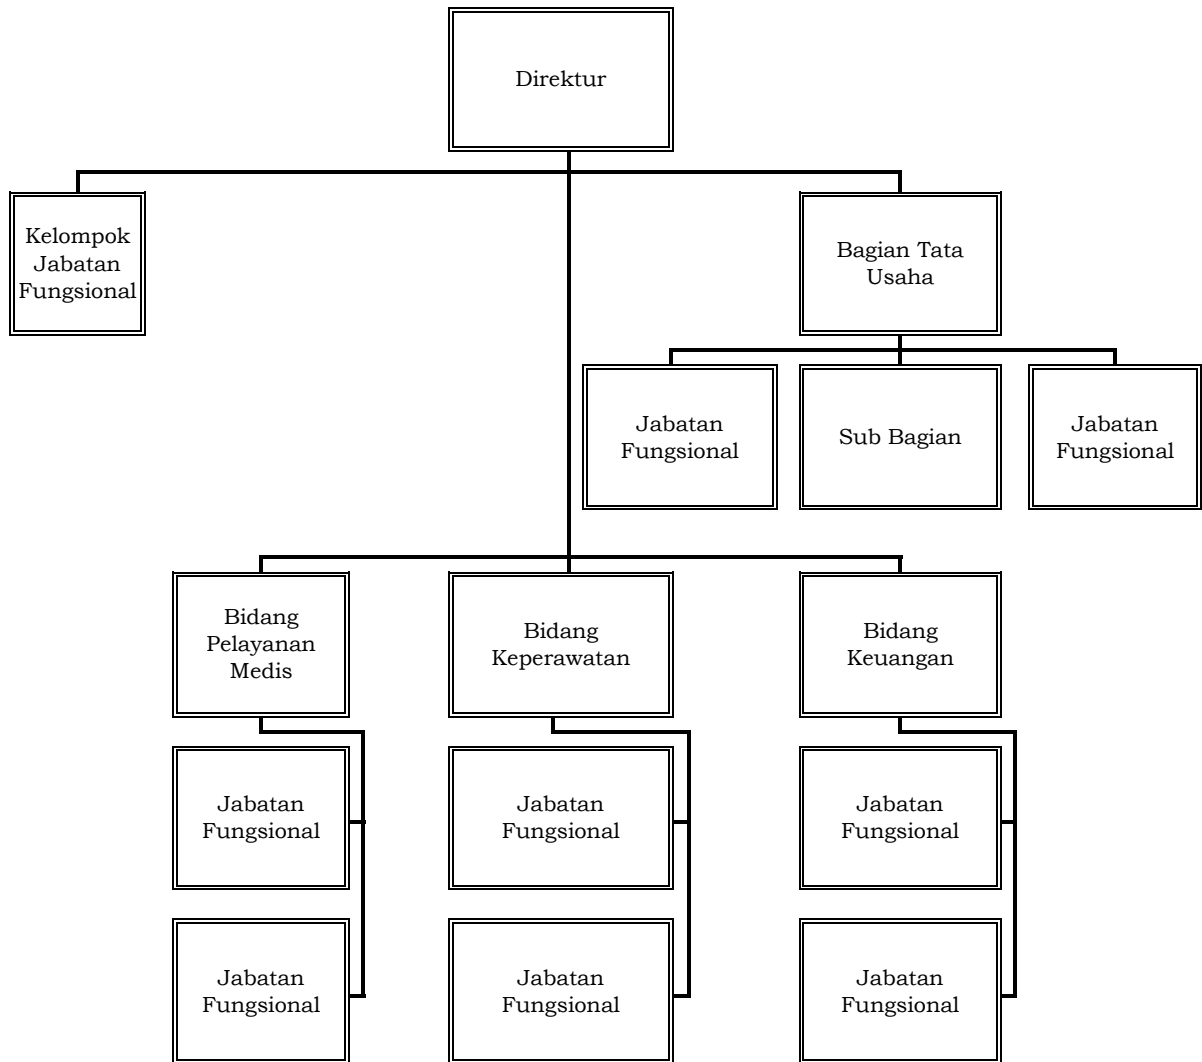 Direktur
Kelompok
Jabatan
Fungsional
Bagian Tata
Usaha
Jabatan
Fungsional
Sub Bagian
Jabatan
Fungsional
Bidang
Pelayanan
Medis
Bidang
Keperawatan
Bidang
Keuangan
Jabatan
Fungsional
Jabatan
Fungsional
Jabatan
Fungsional
Jabatan
Fungsional
Jabatan
Fungsional
Jabatan
Fungsional